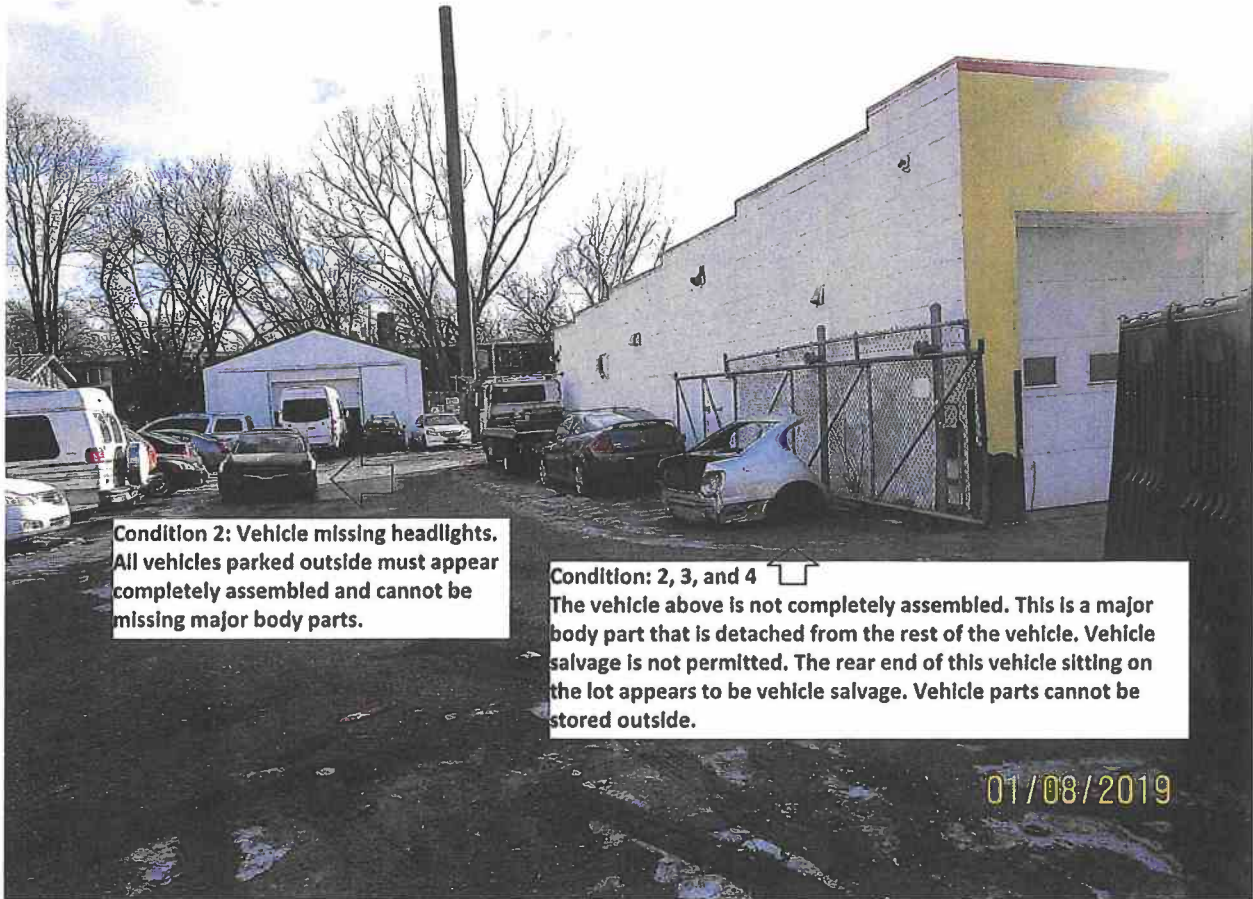 Condition 2: Vehicle missing headlights.
All vehicles parked outside must appear
completely assembled and cannot be
missing major body parts.
Condition: 2, 3, and 4
The vehicle above is not completely assembled. This is a major
body part that is detached from the rest of the vehicle. Vehicle
salvage is not permitted. The rear end of this vehicle sitting on
the lot appears to be vehicle salvage. Vehicle parts cannot be
stored outside.
01/08/2019